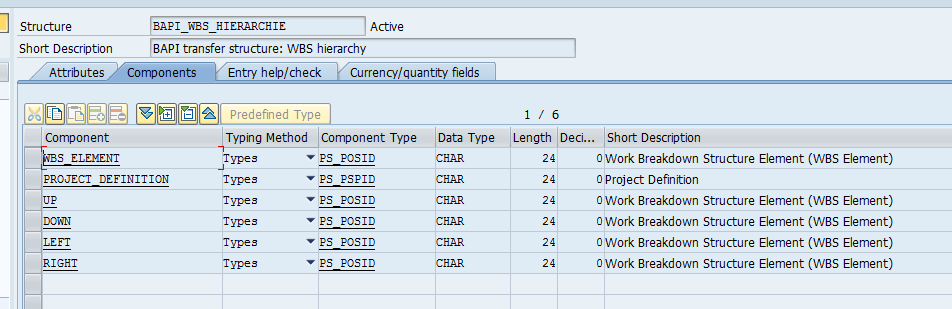 Structure BAPI_WBS_HIERARCHIE Active
Short Description BAPI transfer structure: WBS hierarchy
Attributes Components Entry help/check Currency/quantity fields
Predefined Type 1 / 6
Component Typing Method Component Type Data Type Length Deci... Short Description
WBS_ELEMENT Types PS_POSID CHAR 24 0 Work Breakdown Structure Element (WBS Element)
PROJECT_DEFINITION Types PS_PSPID CHAR 24 0 Project Definition
UP Types PS_POSID CHAR 24 0 Work Breakdown Structure Element (WBS Element)
DOWN Types PS_POSID CHAR 24 0 Work Breakdown Structure Element (WBS Element)
LEFT Types PS_POSID CHAR 24 0 Work Breakdown Structure Element (WBS Element)
RIGHT Types PS_POSID CHAR 24 0 Work Breakdown Structure Element (WBS Element)